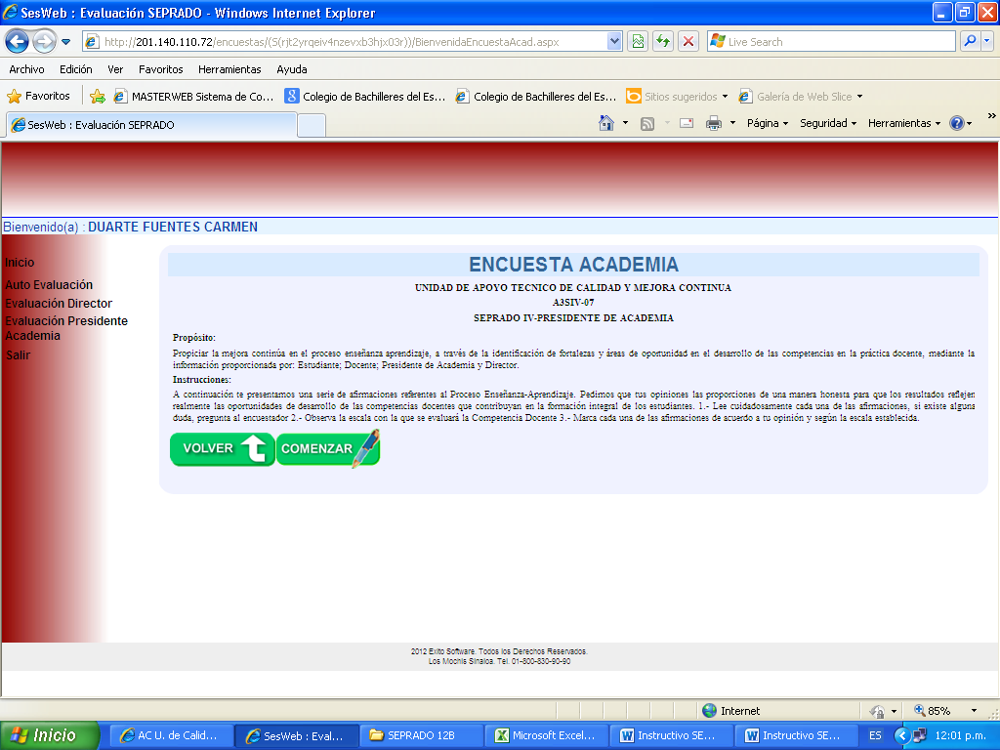 SesWeb : Evaluación SEPRADO - Windows Internet Explorer
http://201.140.110.72/encuestas/(S(rjt2yrqeiv4nzevxb3hjx03r))/BienvenidaEncuestaAcad.aspx
Live Search
Archivo Edición Ver Favoritos Herramientas Ayuda
Favoritos MASTERWEB Sistema de Co... Colegio de Bachilleres del Es... Colegio de Bachilleres del Es... Sitios sugeridos Galería de Web Slice
SesWeb : Evaluación SEPRADO
Página Seguridad Herramientas
Bienvenido(a) : DUARTE FUENTES CARMEN
Inicio
Auto Evaluación
Evaluación Director
Evaluación Presidente
Academia
Salir
ENCUESTA ACADEMIA
UNIDAD DE APOYO TECNICO DE CALIDAD Y MEJORA CONTINUA
A3SIV-07
SEPRADO IV-PRESIDENTE DE ACADEMIA
Propósito:
Propiciar la mejora continúa en el proceso enseñanza aprendizaje, a través de la identificación de fortalezas y áreas de oportunidad en el desarrollo de las competencias en la práctica docente, mediante la
información proporcionada por: Estudiante; Docente; Presidente de Academia y Director.
Instrucciones:
A continuación te presentamos una serie de afirmaciones referentes al Proceso Enseñanza-Aprendizaje. Pedimos que tus opiniones las proporciones de una manera honesta para que los resultados reflejen
realmente las oportunidades de desarrollo de las competencias docentes que contribuyan en la formación integral de los estudiantes. 1.- Lee cuidadosamente cada una de las afirmaciones, si existe alguna
duda, pregunta al encuestador 2.- Observa la escala con la que se evaluará la Competencia Docente 3.- Marca cada una de las afirmaciones de acuerdo a tu opinión y según la escala establecida.
VOLVER COMENZAR
2012 Exito Software. Todos los Derechos Reservados.
Los Mochis Sinaloa. Tel. 01-800-830-90-90
Internet 85%
Inicio AC U. de Calid... SesWeb : Eval... SEPRADO 12B Microsoft Excel... Instructivo SE... Instructivo SE... ES 12:01 p.m.